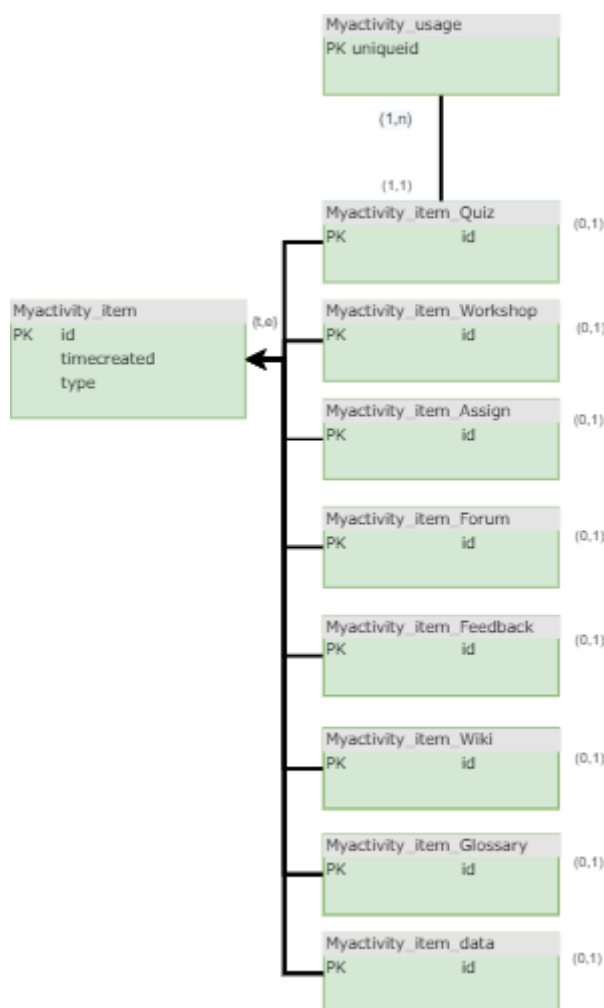 Myactivity_usage
PK uniqueid
(1,n)
(1,1)
Myactivity_item_Quiz
(0,1)
PK id
Myactivity_item
(t,e)
PK id
timecreated
type
Myactivity_item_Workshop
(0,1)
PK id
Myactivity_item_Assign
(0,1)
PK id
Myactivity_item_Forum
(0,1)
PK id
Myactivity_item_Feedback
(0,1)
PK id
Myactivity_item_Wiki
(0,1)
PK id
Myactivity_item_Glossary
(0,1)
PK id
Myactivity_item_data
(0,1)
PK id